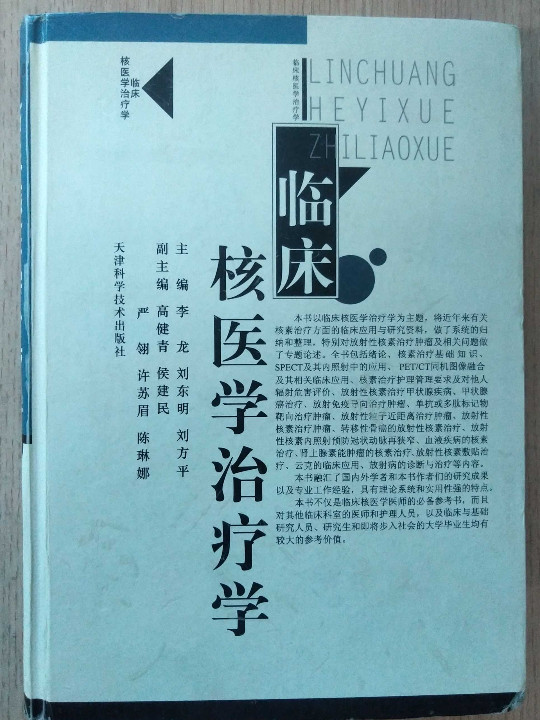 临床
核医学治疗学
临床核医学治疗学
LINCHUANG
HEYIXUE
ZHILIAOXUE
临床
核医学治疗学
主编 李龙 刘东明 刘方平
副主编 高健青 侯建民
严翎 许苏眉 陈琳娜
天津科学技术出版社
本书以临床核医学治疗学为主题，将近年来有关
核素治疗方面的临床应用与研究资料，做了系统的归
纳和整理。特别对放射性核素治疗肿瘤及相关问题做
了专题论述。全书包括绪论、核素治疗基础知识、
SPECT及其内照射中的应用、PET/CT同机图像融合
及其相关临床应用、核素治疗护理管理要求及对他人
辐射危害评价、放射性核素治疗甲状腺疾病、甲状腺
癌治疗、放射免疫导向治疗肿瘤、单抗或多肽标记物
靶向治疗肿瘤、放射性粒子近距离治疗肿瘤、放射性
核素治疗肿瘤、转移性骨癌的放射性核素治疗、放射
性核素内照射预防冠状动脉再狭窄、血液疾病的核素
治疗、肾上腺素能肿瘤的核素治疗、放射性核素敷贴治
疗、云克的临床应用、放射病的诊断与治疗等内容。
本书融汇了国内外学者和本书作者们的研究成果
以及专业工作经验，具有理论系统和实用性强的特点。
本书不仅是临床核医学医师的必备参考书，而且
对其他临床科室的医师和护理人员，以及临床与基础
研究人员、研究生和即将步入社会的大学毕业生均有
较大的参考价值。